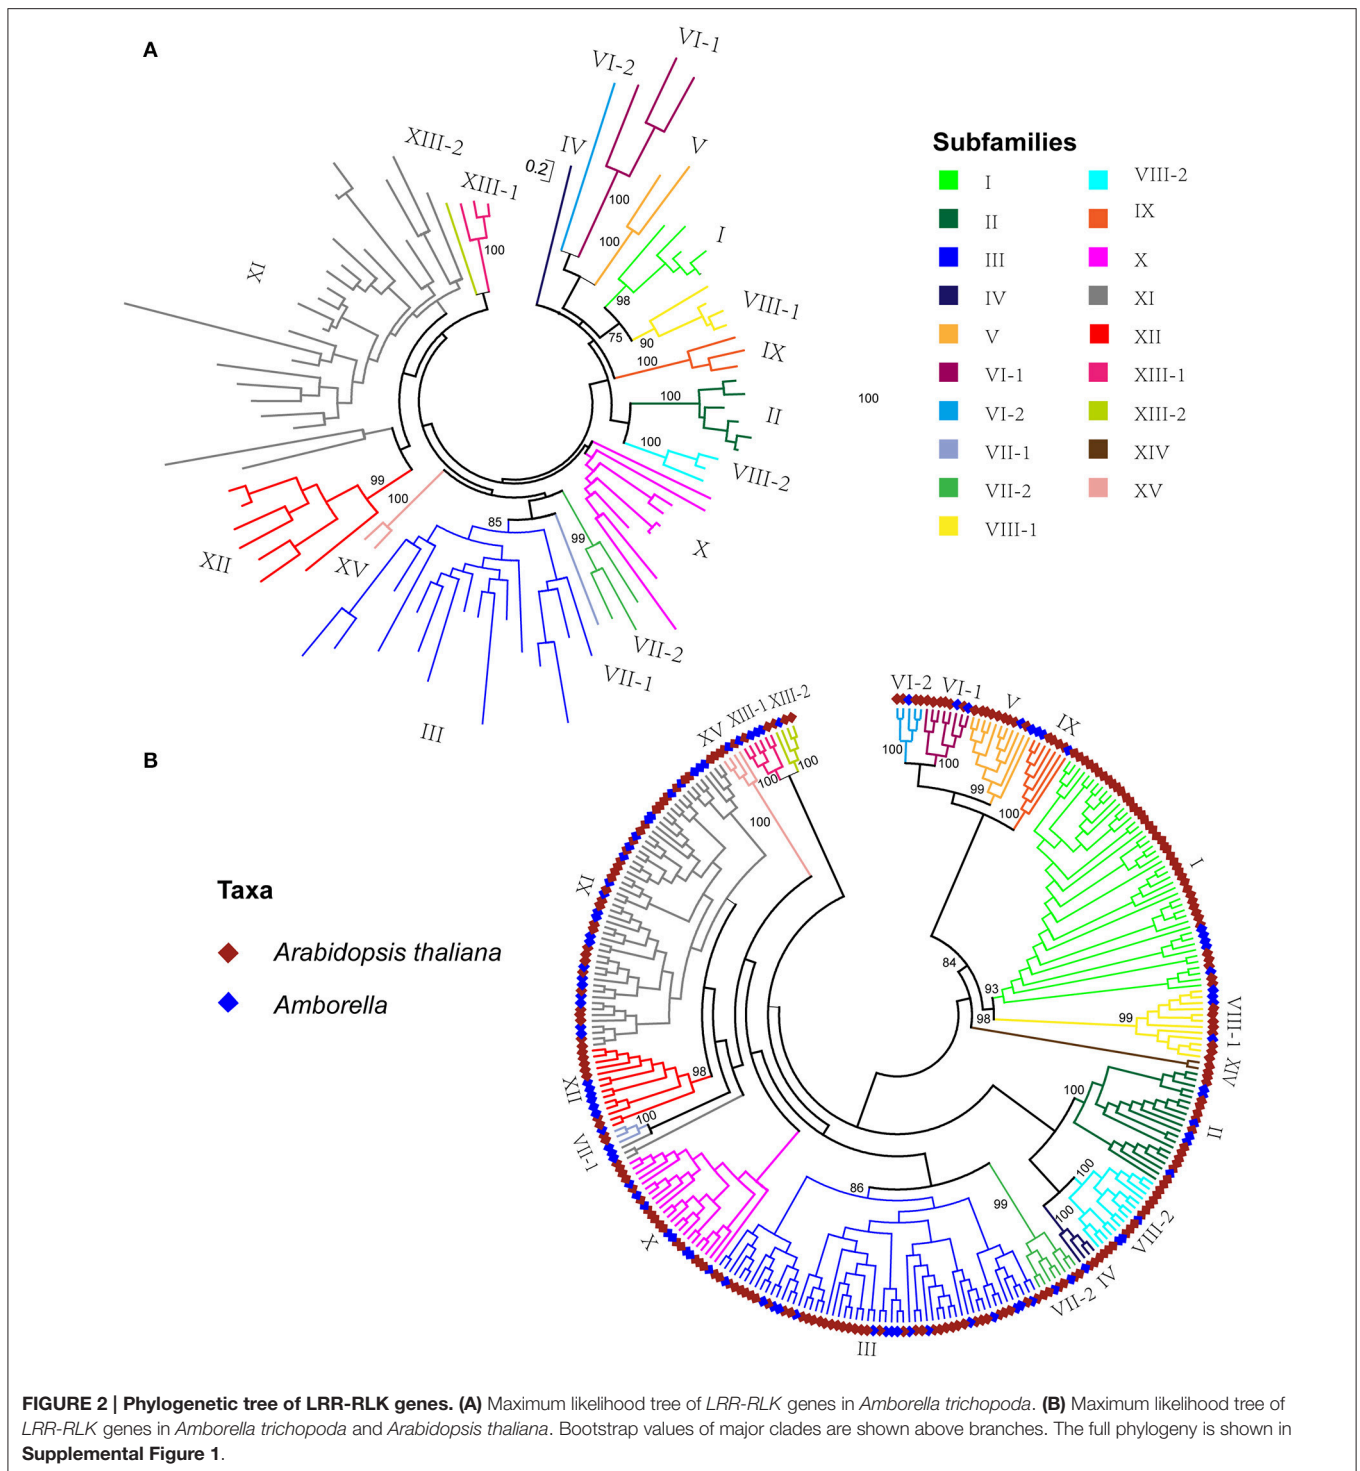 A
VI-1
VI-2
IV
V
XIII-2
XIII-1
0.2
100
100
100
I
XI
98
VIII-1
75
90
100
IX
100
II
100
VIII-2
99
100
XII
XV
85
99
X
VII-2
VII-1
III
Subfamilies
I
II
III
IV
V
VI-1
VI-2
VII-1
VII-2
VIII-1
VIII-2
IX
X
XI
XII
XIII-1
XIII-2
XIV
XV
100
B
Taxa
Arabidopsis thaliana
Amborella
VI-2
VI-1
V
IX
XV
XIII-1
XIII-2
100
100
99
100
100
100
100
I
XI
84
93
98
99
VIII-1
XIV
98
XII
100
VII-1
100
II
100
100
VIII-2
86
99
X
IV
VII-2
III
FIGURE 2 | Phylogenetic tree of LRR-RLK genes. (A) Maximum likelihood tree of LRR-RLK genes in Amborella trichopoda. (B) Maximum likelihood tree of
LRR-RLK genes in Amborella trichopoda and Arabidopsis thaliana. Bootstrap values of major clades are shown above branches. The full phylogeny is shown in
Supplemental Figure 1.